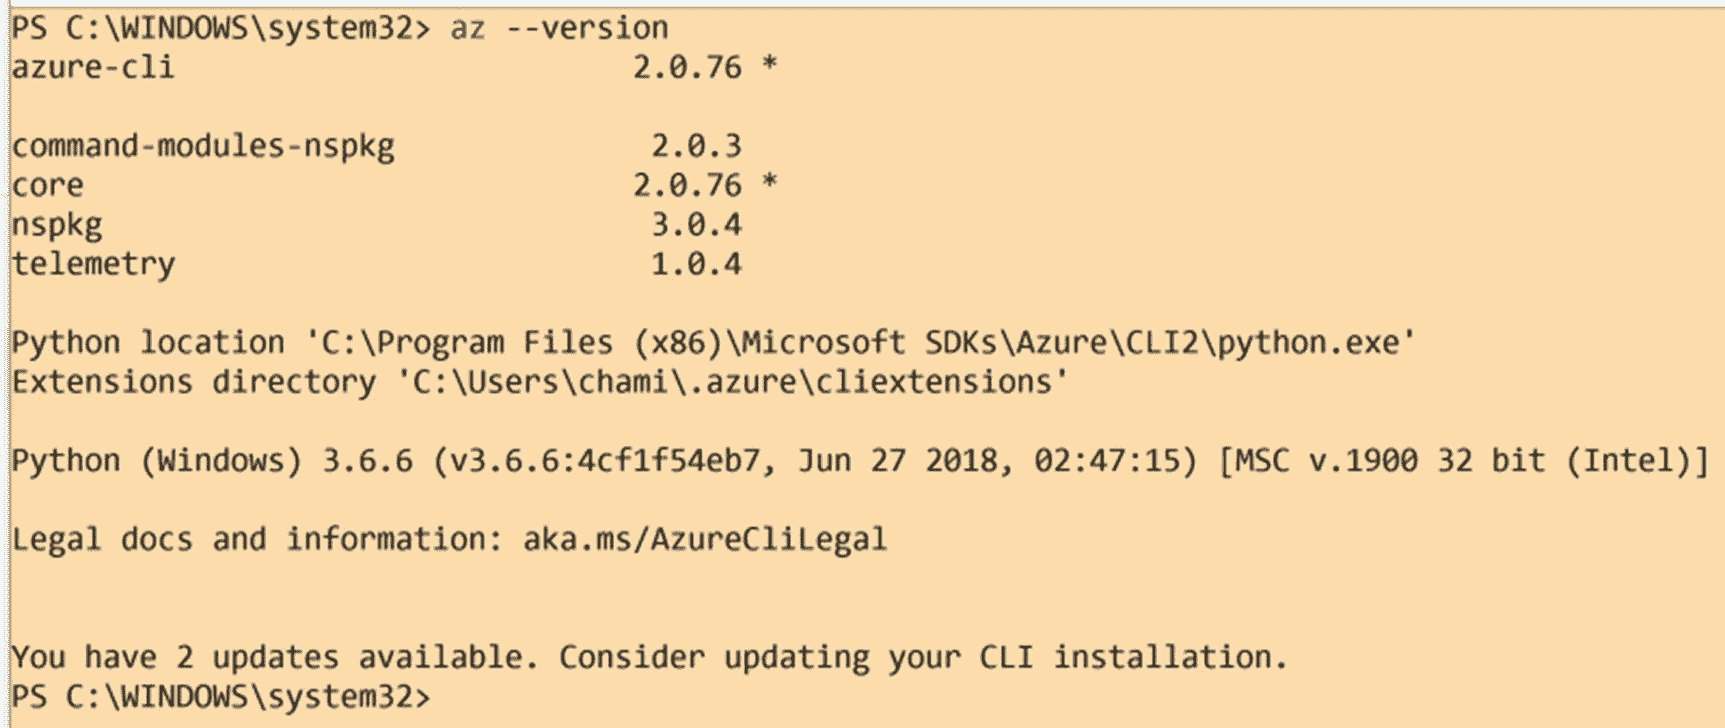 PS C:\WINDOWS\system32> az --version
azure-cli                         2.0.76 *
command-modules-nspkg              2.0.3
core                              2.0.76 *
nspkg                              3.0.4
telemetry                          1.0.4
Python location 'C:\Program Files (x86)\Microsoft SDKs\Azure\CLI2\python.exe'
Extensions directory 'C:\Users\chami\.azure\cliextensions'
Python (Windows) 3.6.6 (v3.6.6:4cf1f54eb7, Jun 27 2018, 02:47:15) [MSC v.1900 32 bit (Intel)]
Legal docs and information: aka.ms/AzureCliLegal
You have 2 updates available. Consider updating your CLI installation.
PS C:\WINDOWS\system32>